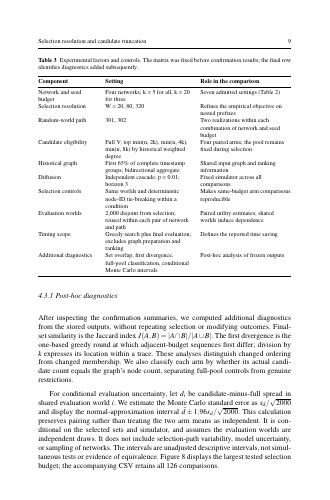 Selection resolution and candidate truncation 9
Table 3 Experimental factors and controls. The matrix was fixed before confirmation results, the final row
identifies diagnostics added subsequently
Component Setting Role in the comparison
Network and seed Four networks; k = 5 for all, k = 20 Seven admitted settings (Table 2)
budget for three
Selection resolution W = 20, 80, 320 Refines the empirical objective on
nested prefixes
Random-world path 301, 302 Two realizations within each
combination of network and seed
budget
Candidate eligibility Full V; top min(n, 2k), min(n, 4k), Four paired arms; the pool remains
min(n, 8k) by historical weighted fixed during selection
degree
Historical graph First 65% of complete timestamp Shared input graph and ranking
groups; bidirectional aggregate information
Diffusion Independent cascade, p = 0.01; Fixed simulator across all
horizon 3 comparisons
Selection controls Same worlds and deterministic Makes same-budget arm comparisons
node-ID tie-breaking within a reproducible
condition
Evaluation worlds 2,000 disjoint from selection; Paired utility estimates; shared
reused within each pair of network worlds induce dependence
and path
Timing scope Greedy search plus final evaluation; Defines the reported time saving
excludes graph preparation and
ranking
Additional diagnostics Set overlap, first divergence, Post-hoc analysis of frozen outputs
full-pool classification, conditional
Monte Carlo intervals
4.3.1 Post-hoc diagnostics
After inspecting the confirmation summaries, we computed additional diagnostics
from the stored outputs, without repeating selection or modifying outcomes. Final-
set similarity is the Jaccard index J(A,B) = |A∩B|/|A∪B|. The first divergence is the
one-based greedy round at which adjacent-budget sequences first differ; division by
k expresses its location within a trace. These analyses distinguish changed ordering
from changed membership. We also classify each arm by whether its actual candi-
date count equals the graph's node count, separating full-pool controls from genuine
restrictions.
For conditional evaluation uncertainty, let dᵢ be candidate-minus-full spread in
shared evaluation world i. We estimate the Monte Carlo standard error as s_d/√2000
and display the normal-approximation interval d̄ ± 1.96s_d/√2000. This calculation
preserves pairing rather than treating the two arm means as independent. It is con-
ditional on the selected sets and simulator, and assumes the evaluation worlds are
independent draws. It does not include selection-path variability, model uncertainty,
or sampling of networks. The intervals are unadjusted descriptive intervals, not simul-
taneous tests or evidence of equivalence. Figure 8 displays the largest tested selection
budget; the accompanying CSV retains all 126 comparisons.